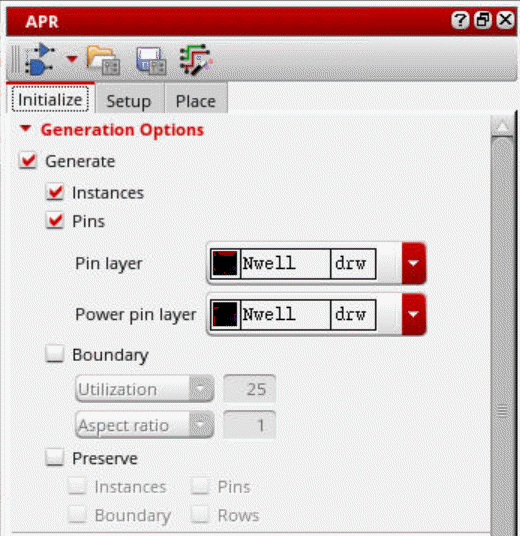 APR
Initialize Setup Place
Generation Options
Generate
Instances
Pins
Pin layer Nwell drw
Power pin layer Nwell drw
Boundary
Utilization 25
Aspect ratio 1
Preserve
Instances Pins
Boundary Rows